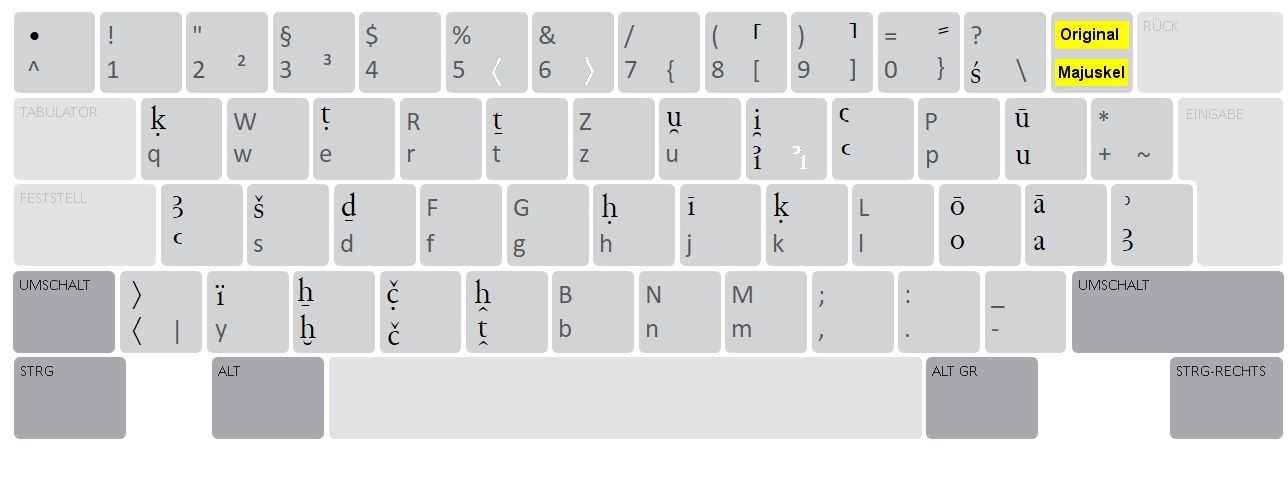 • ! " ² § ³ $ % 〈 & 〉 / { ( ⸢ [ ) ⸣ ] = ⸗ } ? \ Original RÜCK
^ 1 2 3 4 5 6 7 8 9 0 ś Majuskel
TABULATOR ḳ W ṭ R ṯ Z u̯ i̯ ꜥ P ū * EINGABE
q w e r t z u ꞽ ꜥ p u + ~
FESTSTELL ꜣ š ḏ F G ḥ ī ḳ L ō ā ʾ
ꜥ s d f g h j k l o a ꜣ
UMSCHALT 〉 ï ẖ č̣ h̭ B N M ; : _ UMSCHALT
〈 | y ḫ č ṱ b n m , . -
STRG ALT ALT GR STRG-RECHTS